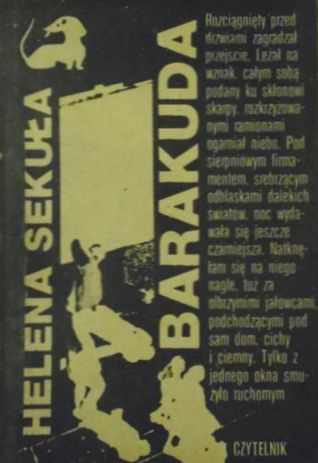 HELENA SEKUŁA
BARAKUDA
Rozciągnięty przed
drzwiami zagradzał
przejście. Leżał na
wznak, całym sobą
podany ku skłonowi
skarpy, rozkrzyżowa-
nymi ramionami
ogarniał niebo. Pod
sierpniowym firma-
mentem, srebrzącym
odblaskami dalekich
światów, noc wyda-
wała się jeszcze
czarniejsza. Natknę-
łam się na niego
nagle, tuż za
olbrzymimi jałowcami,
podchodzącymi pod
sam dom, cichy
i ciemny. Tylko z
jednego okna smu-
żyło ruchomym
CZYTELNIK